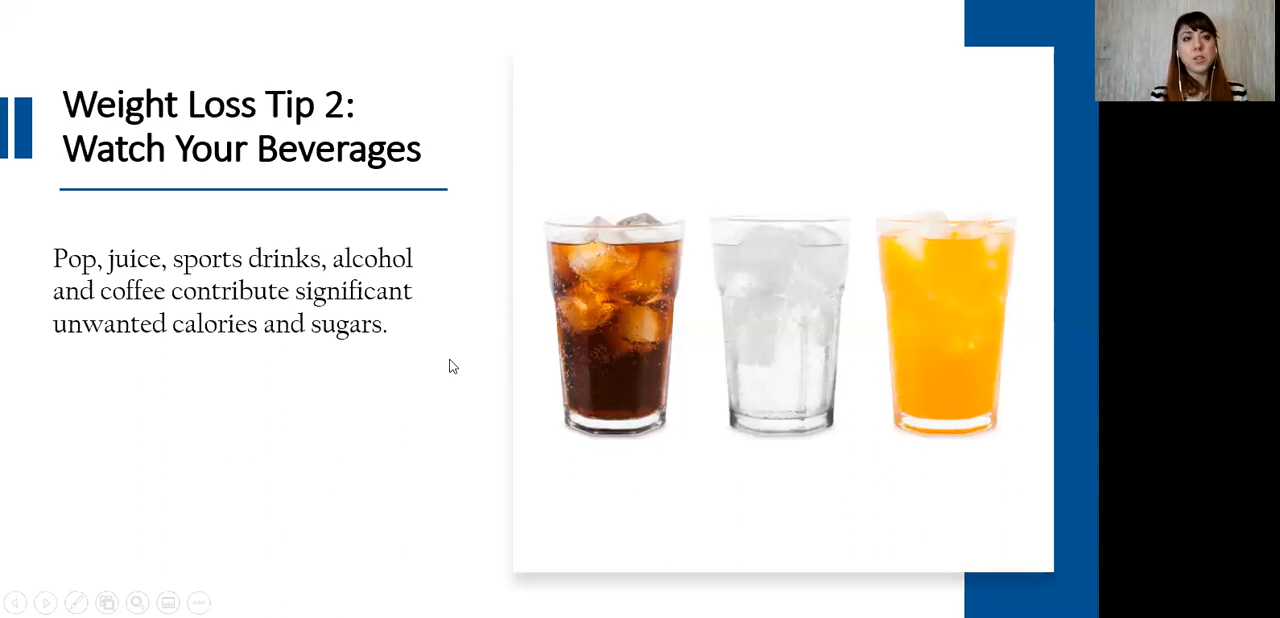 Weight Loss Tip 2:
Watch Your Beverages
Pop, juice, sports drinks, alcohol
and coffee contribute significant
unwanted calories and sugars.